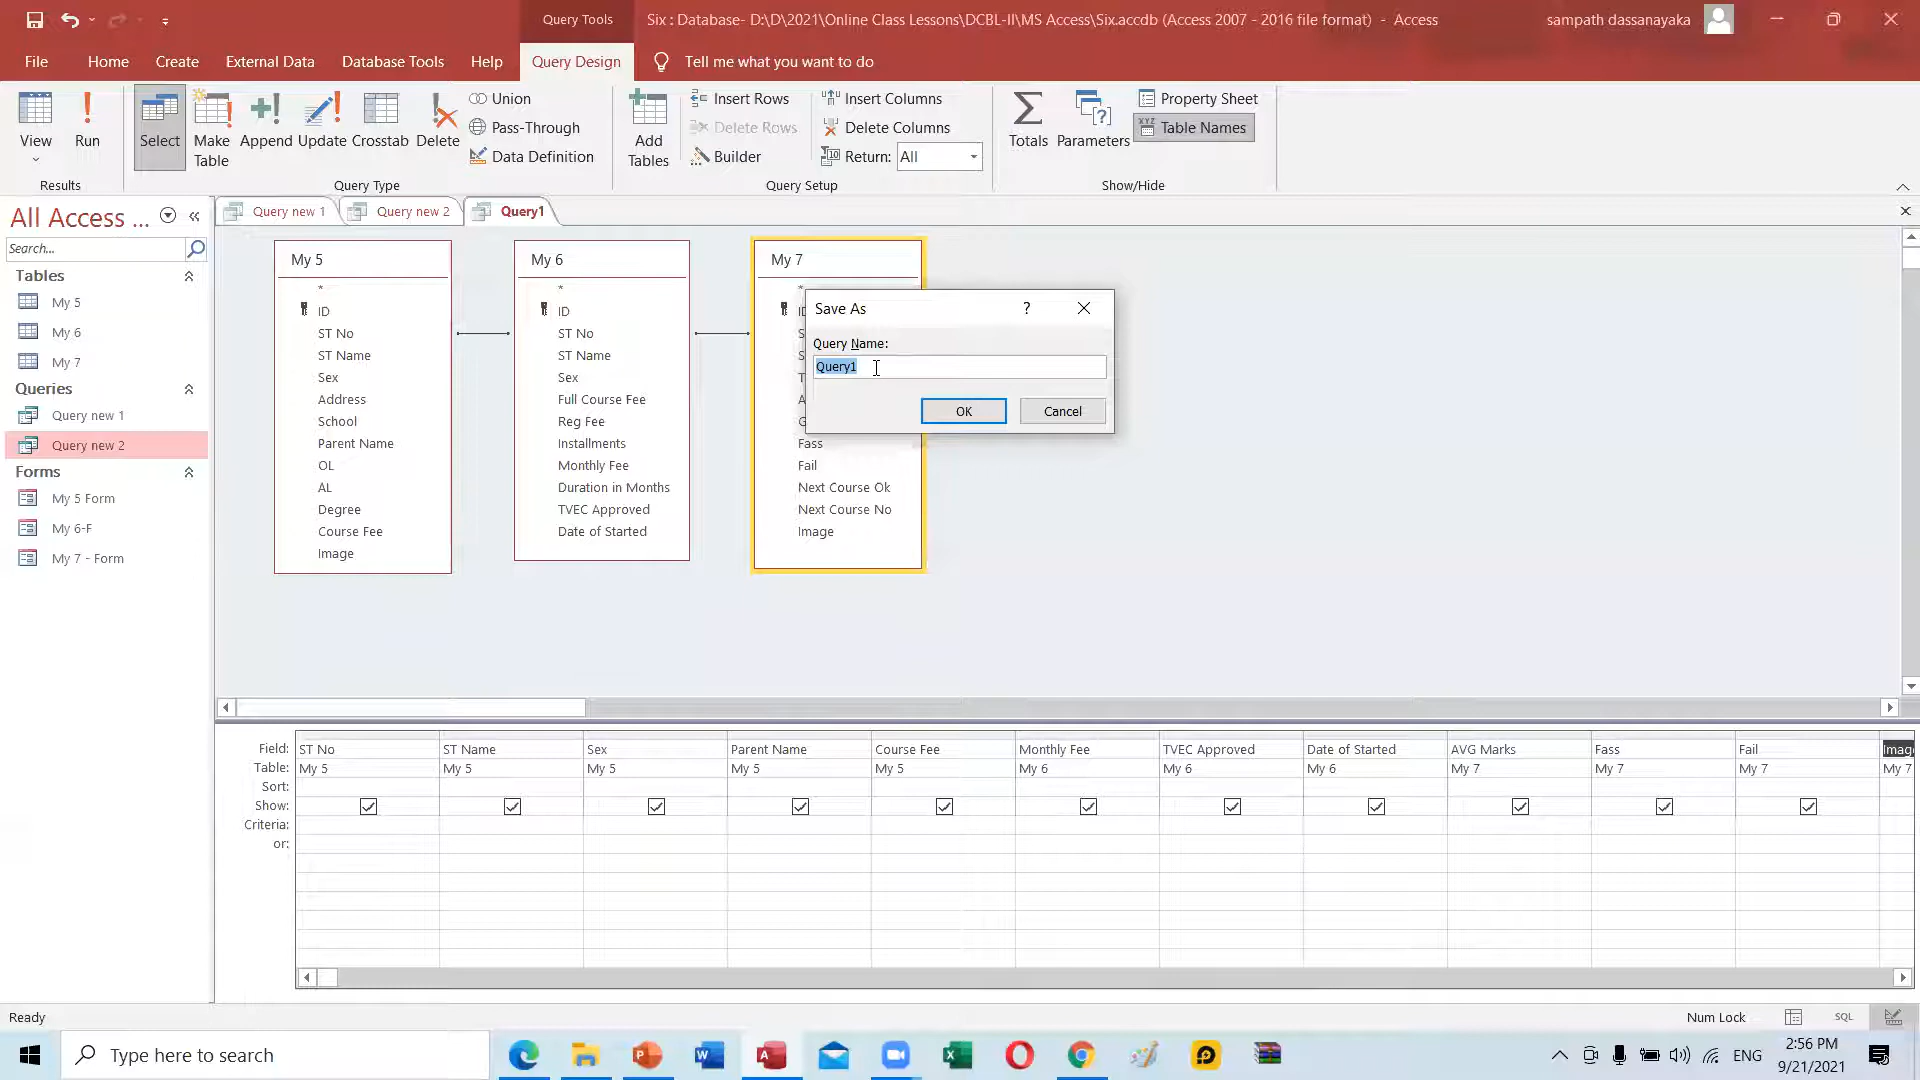 Query Tools
Six : Database- D:\D\2021\Online Class Lessons\DCBL-II\MS Access\Six.accdb (Access 2007 - 2016 file format) - Access
sampath dassanayaka
File Home Create External Data Database Tools Help Query Design Tell me what you want to do
View
Run
Select
Make Table
Append
Update
Crosstab
Delete
Union
Pass-Through
Data Definition
Add Tables
Insert Rows
Delete Rows
Builder
Insert Columns
Delete Columns
Return: All
Totals
Parameters
Property Sheet
Table Names
Results
Query Type
Query Setup
Show/Hide
All Access ...
Search...
Tables
My 5
My 6
My 7
Queries
Query new 1
Query new 2
Forms
My 5 Form
My 6-F
My 7 - Form
Query new 1
Query new 2
Query1
My 5
*
ID
ST No
ST Name
Sex
Address
School
Parent Name
OL
AL
Degree
Course Fee
Image
My 6
*
ID
ST No
ST Name
Sex
Full Course Fee
Reg Fee
Installments
Monthly Fee
Duration in Months
TVEC Approved
Date of Started
My 7
*
Fass
Fail
Next Course Ok
Next Course No
Image
Save As
?
Query Name:
Query1
OK
Cancel
Field: ST No ST Name Sex Parent Name Course Fee Monthly Fee TVEC Approved Date of Started AVG Marks Fass Fail Imag
Table: My 5 My 5 My 5 My 5 My 5 My 6 My 6 My 6 My 7 My 7 My 7 My 7
Sort:
Show:
Criteria:
or:
Ready
Num Lock
SQL
Type here to search
ENG
2:56 PM
9/21/2021